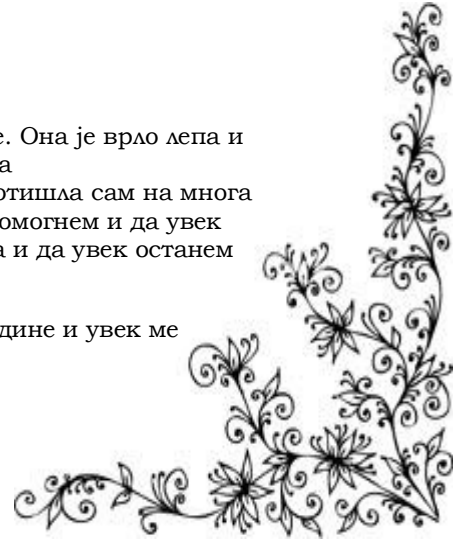 е. Она је врло лепа и
а
отишла сам на многа
омогнем и да увек
а и да увек останем
дине и увек ме